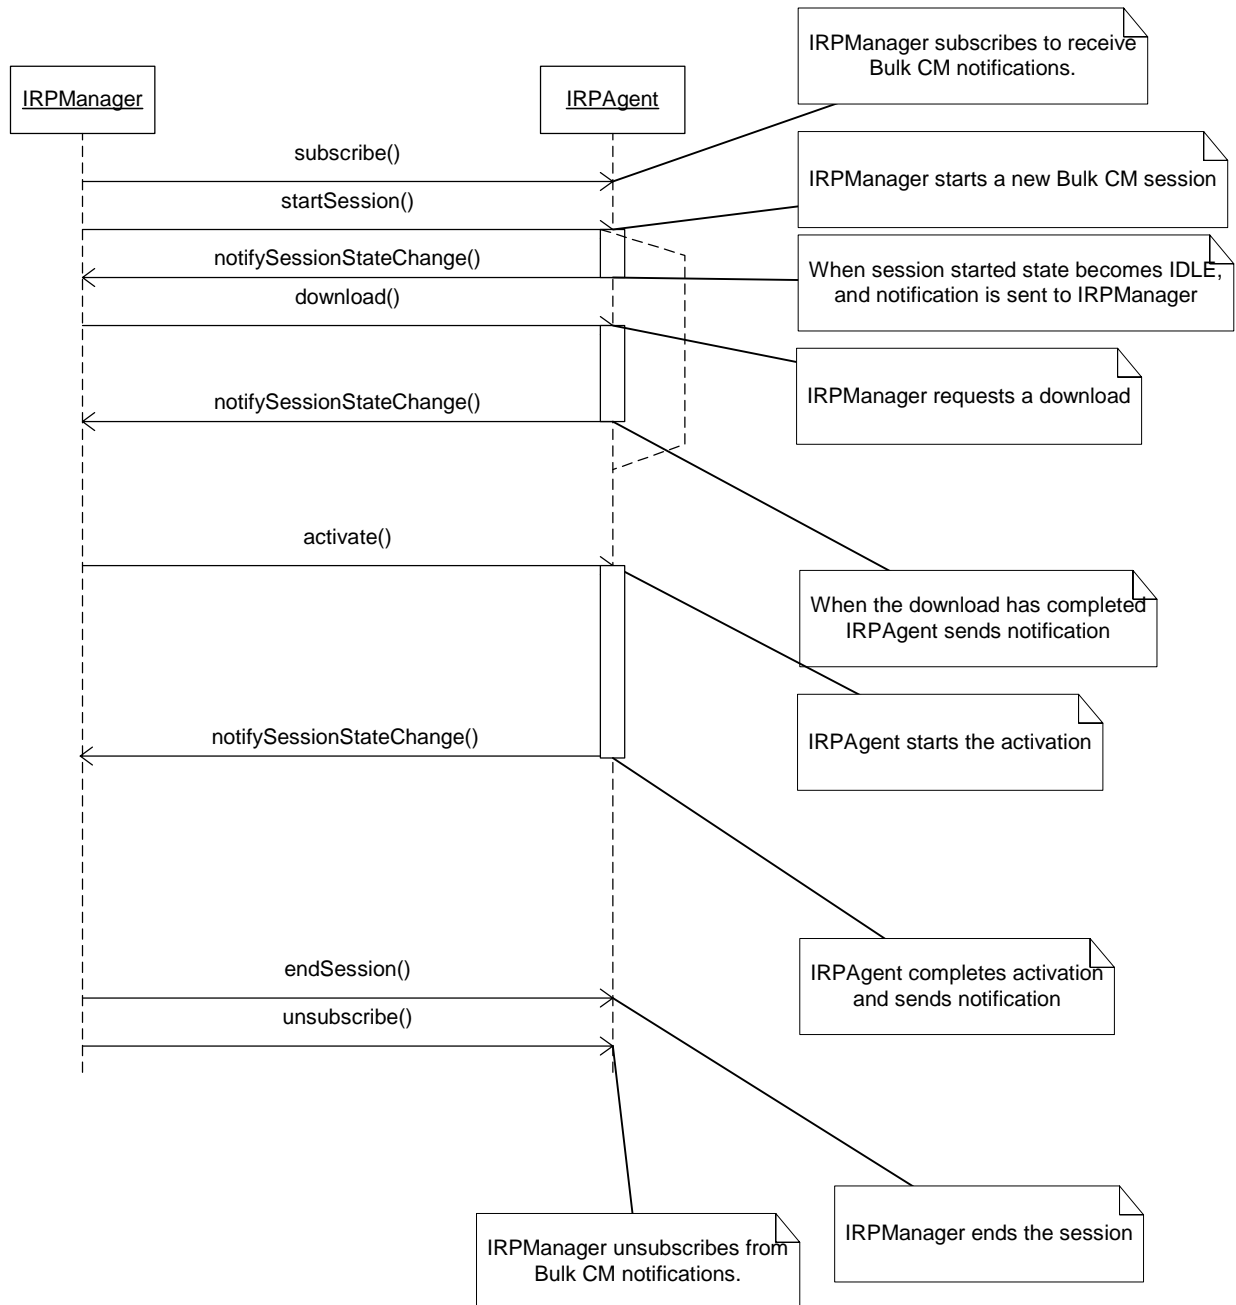 IRPManager subscribes to receive
Bulk CM notifications.
IRPManager
IRPAgent
subscribe()
IRPManager starts a new Bulk CM session
startSession()
notifySessionStateChange()
When session started state becomes IDLE,
and notification is sent to IRPManager
download()
IRPManager requests a download
notifySessionStateChange()
activate()
When the download has completed
IRPAgent sends notification
IRPAgent starts the activation
notifySessionStateChange()
endSession()
IRPAgent completes activation
and sends notification
unsubscribe()
IRPManager ends the session
IRPManager unsubscribes from
Bulk CM notifications.